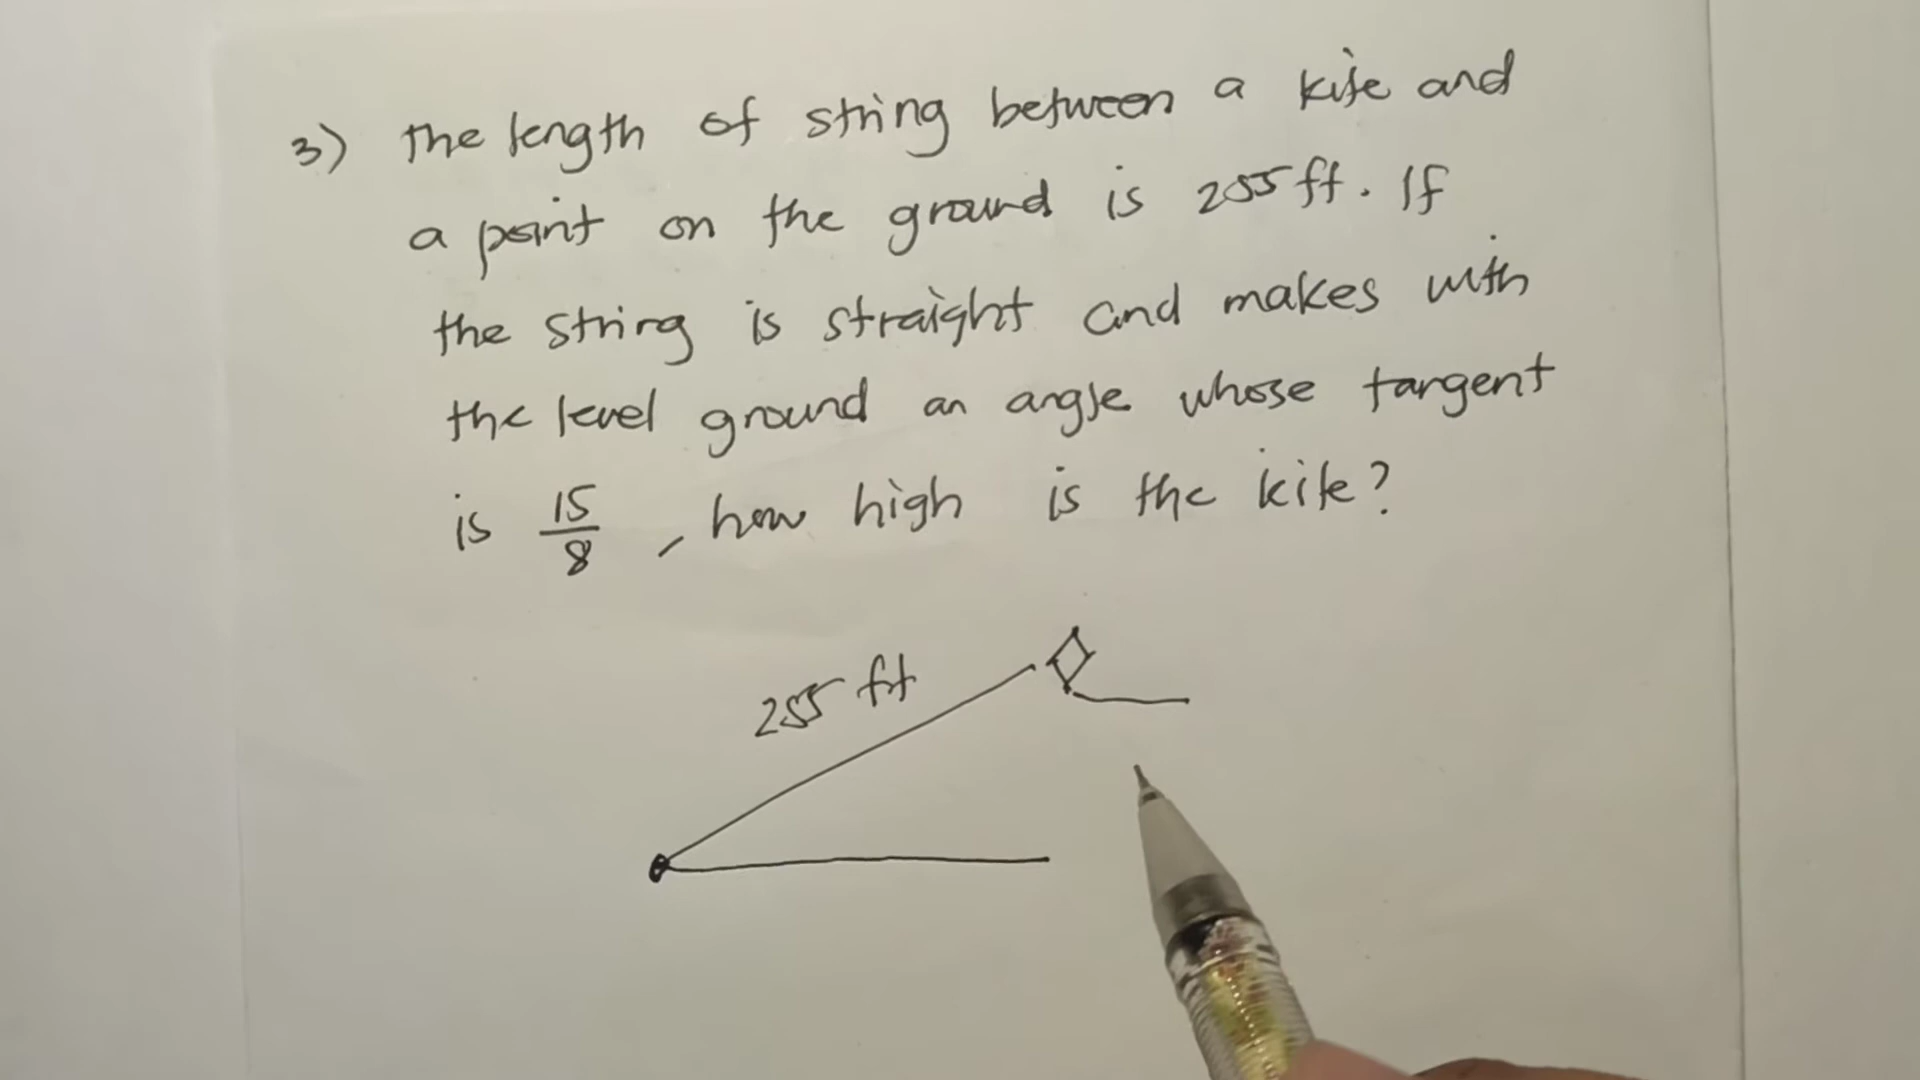 3) the length of string between a kite and
a point on the ground is 255 ft. If
the string is straight and makes with
the level ground an angle whose tangent
is 15/8, how high is the kite?
255 ft